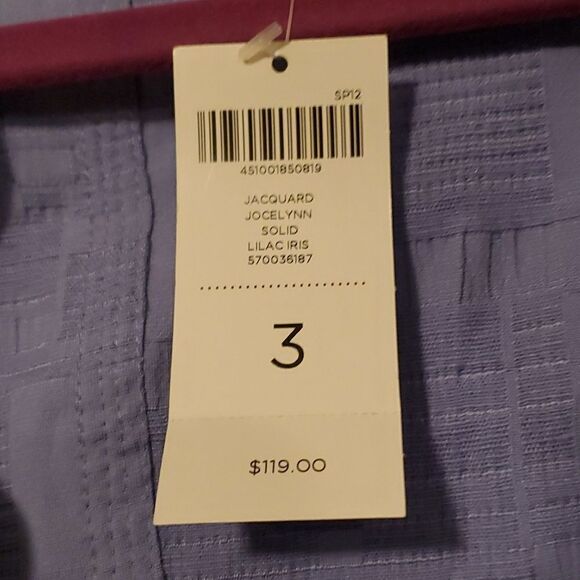 SP12
451001850819
JACQUARD
JOCELYNN
SOLID
LILAC IRIS
570036187
3
$119.00